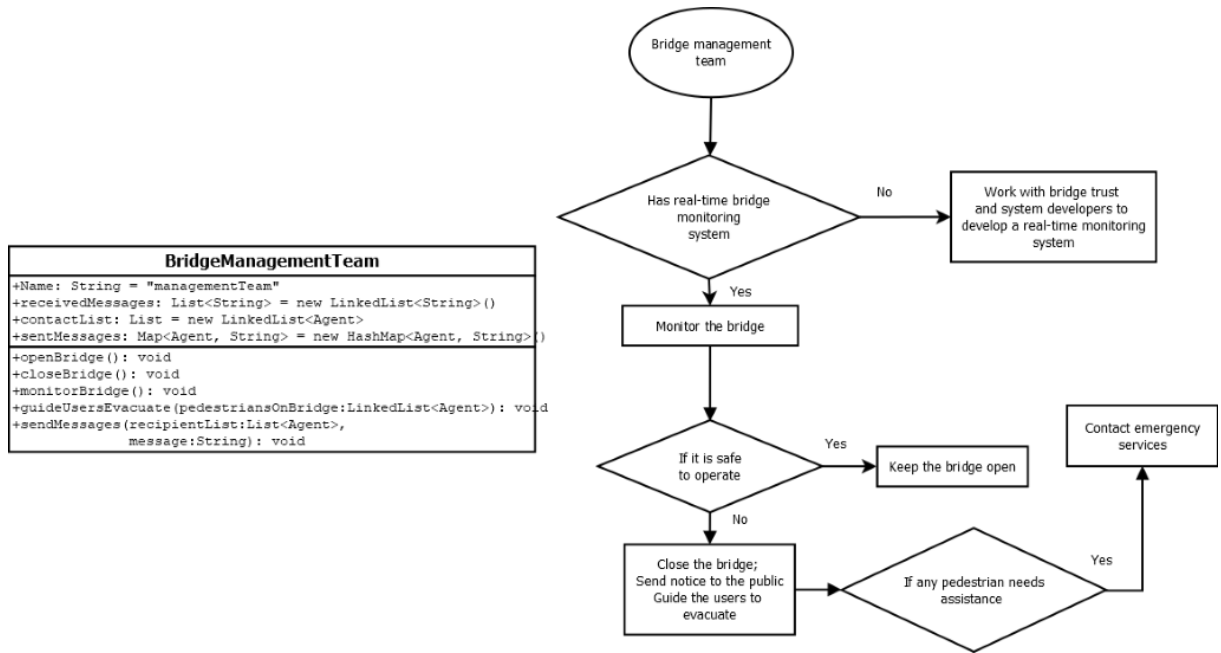 BridgeManagementTeam
+Name: String = "managementTeam"
+receivedMessages: List<String> = new LinkedList<String>()
+contactList: List = new LinkedList<Agent>
+sentMessages: Map<Agent, String> = new HashMap<Agent, String>()
+openBridge(): void
+closeBridge(): void
+monitorBridge(): void
+guideUsersEvacuate(pedestriansOnBridge:LinkedList<Agent>): void
+sendMessages(recipientList:List<Agent>,
message:String): void
Bridge management
team
Has real-time bridge
monitoring
system
No
Work with bridge trust
and system developers to
develop a real-time monitoring
system
Yes
Monitor the bridge
If it is safe
to operate
Yes
Keep the bridge open
No
Close the bridge;
Send notice to the public
Guide the users to
evacuate
If any pedestrian needs
assistance
Yes
Contact emergency
services